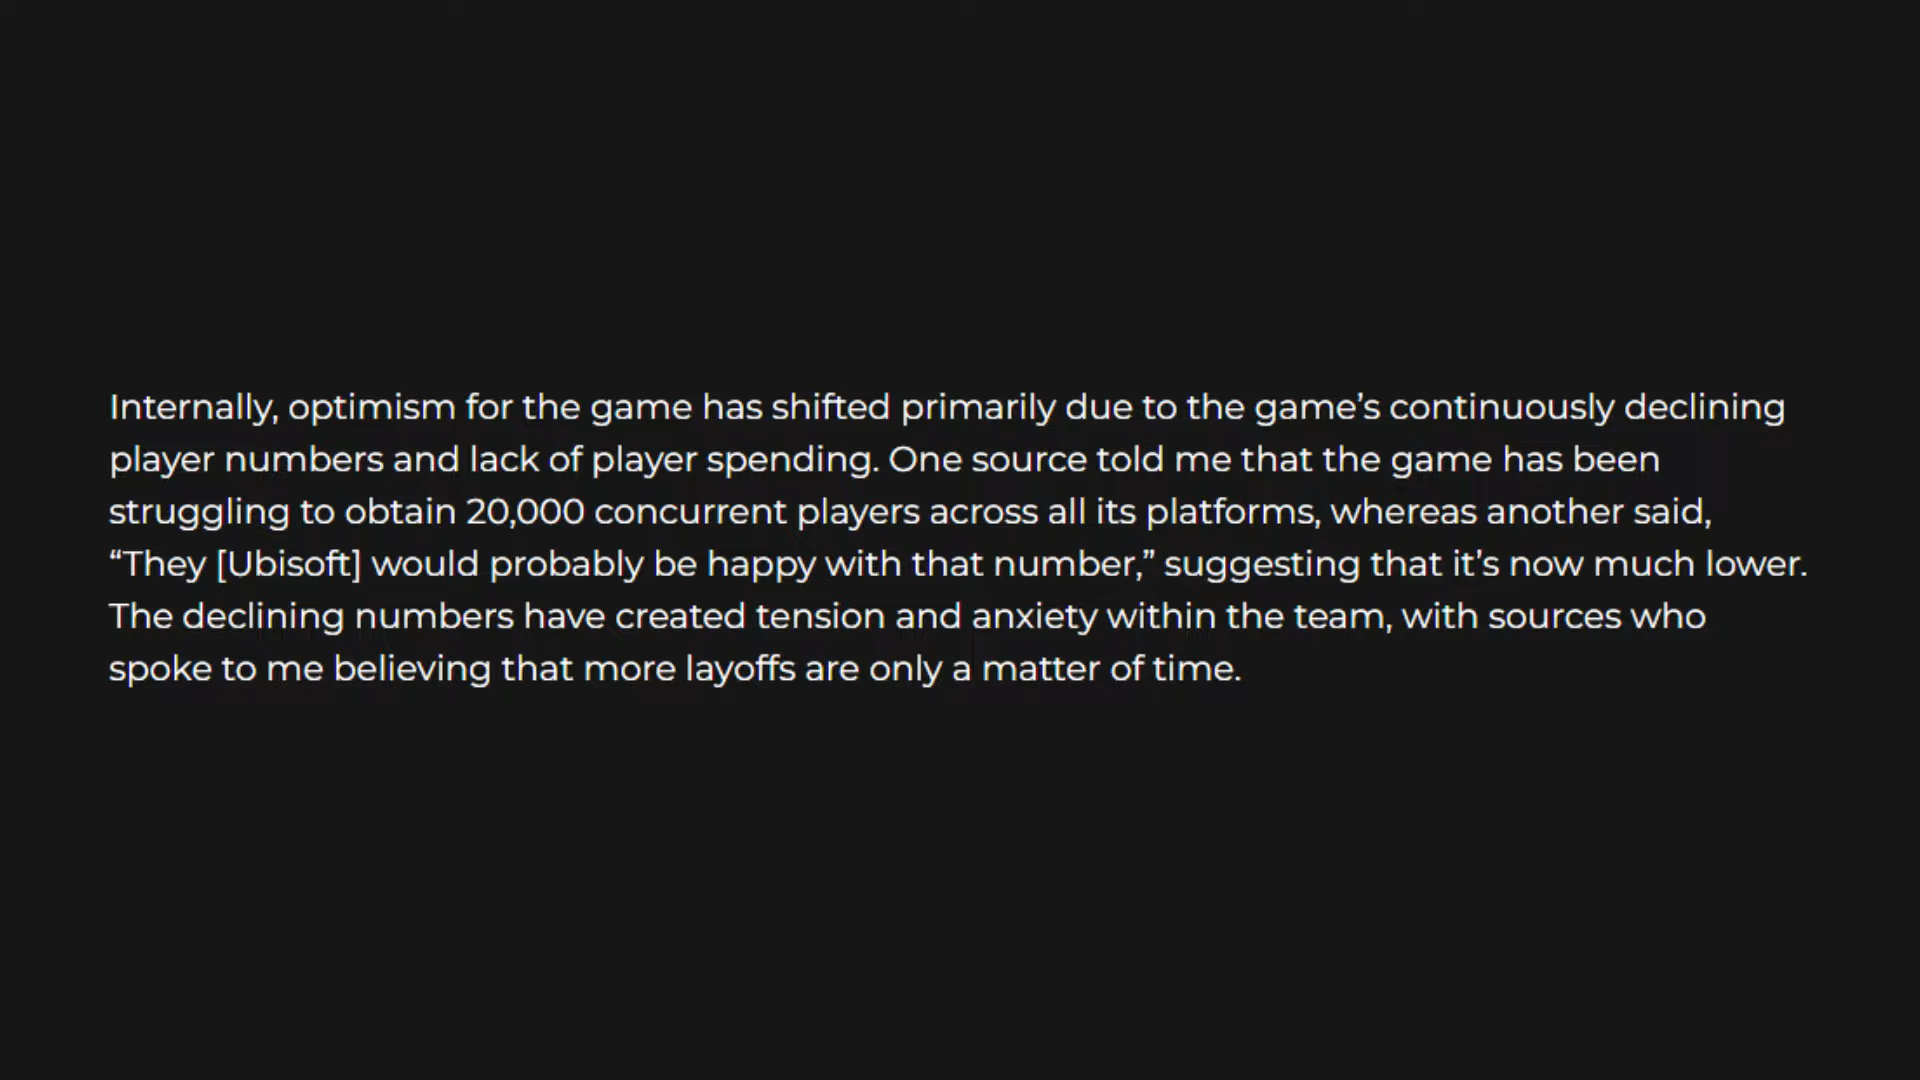 Internally, optimism for the game has shifted primarily due to the game’s continuously declining
player numbers and lack of player spending. One source told me that the game has been
struggling to obtain 20,000 concurrent players across all its platforms, whereas another said,
“They [Ubisoft] would probably be happy with that number,” suggesting that it’s now much lower.
The declining numbers have created tension and anxiety within the team, with sources who
spoke to me believing that more layoffs are only a matter of time.